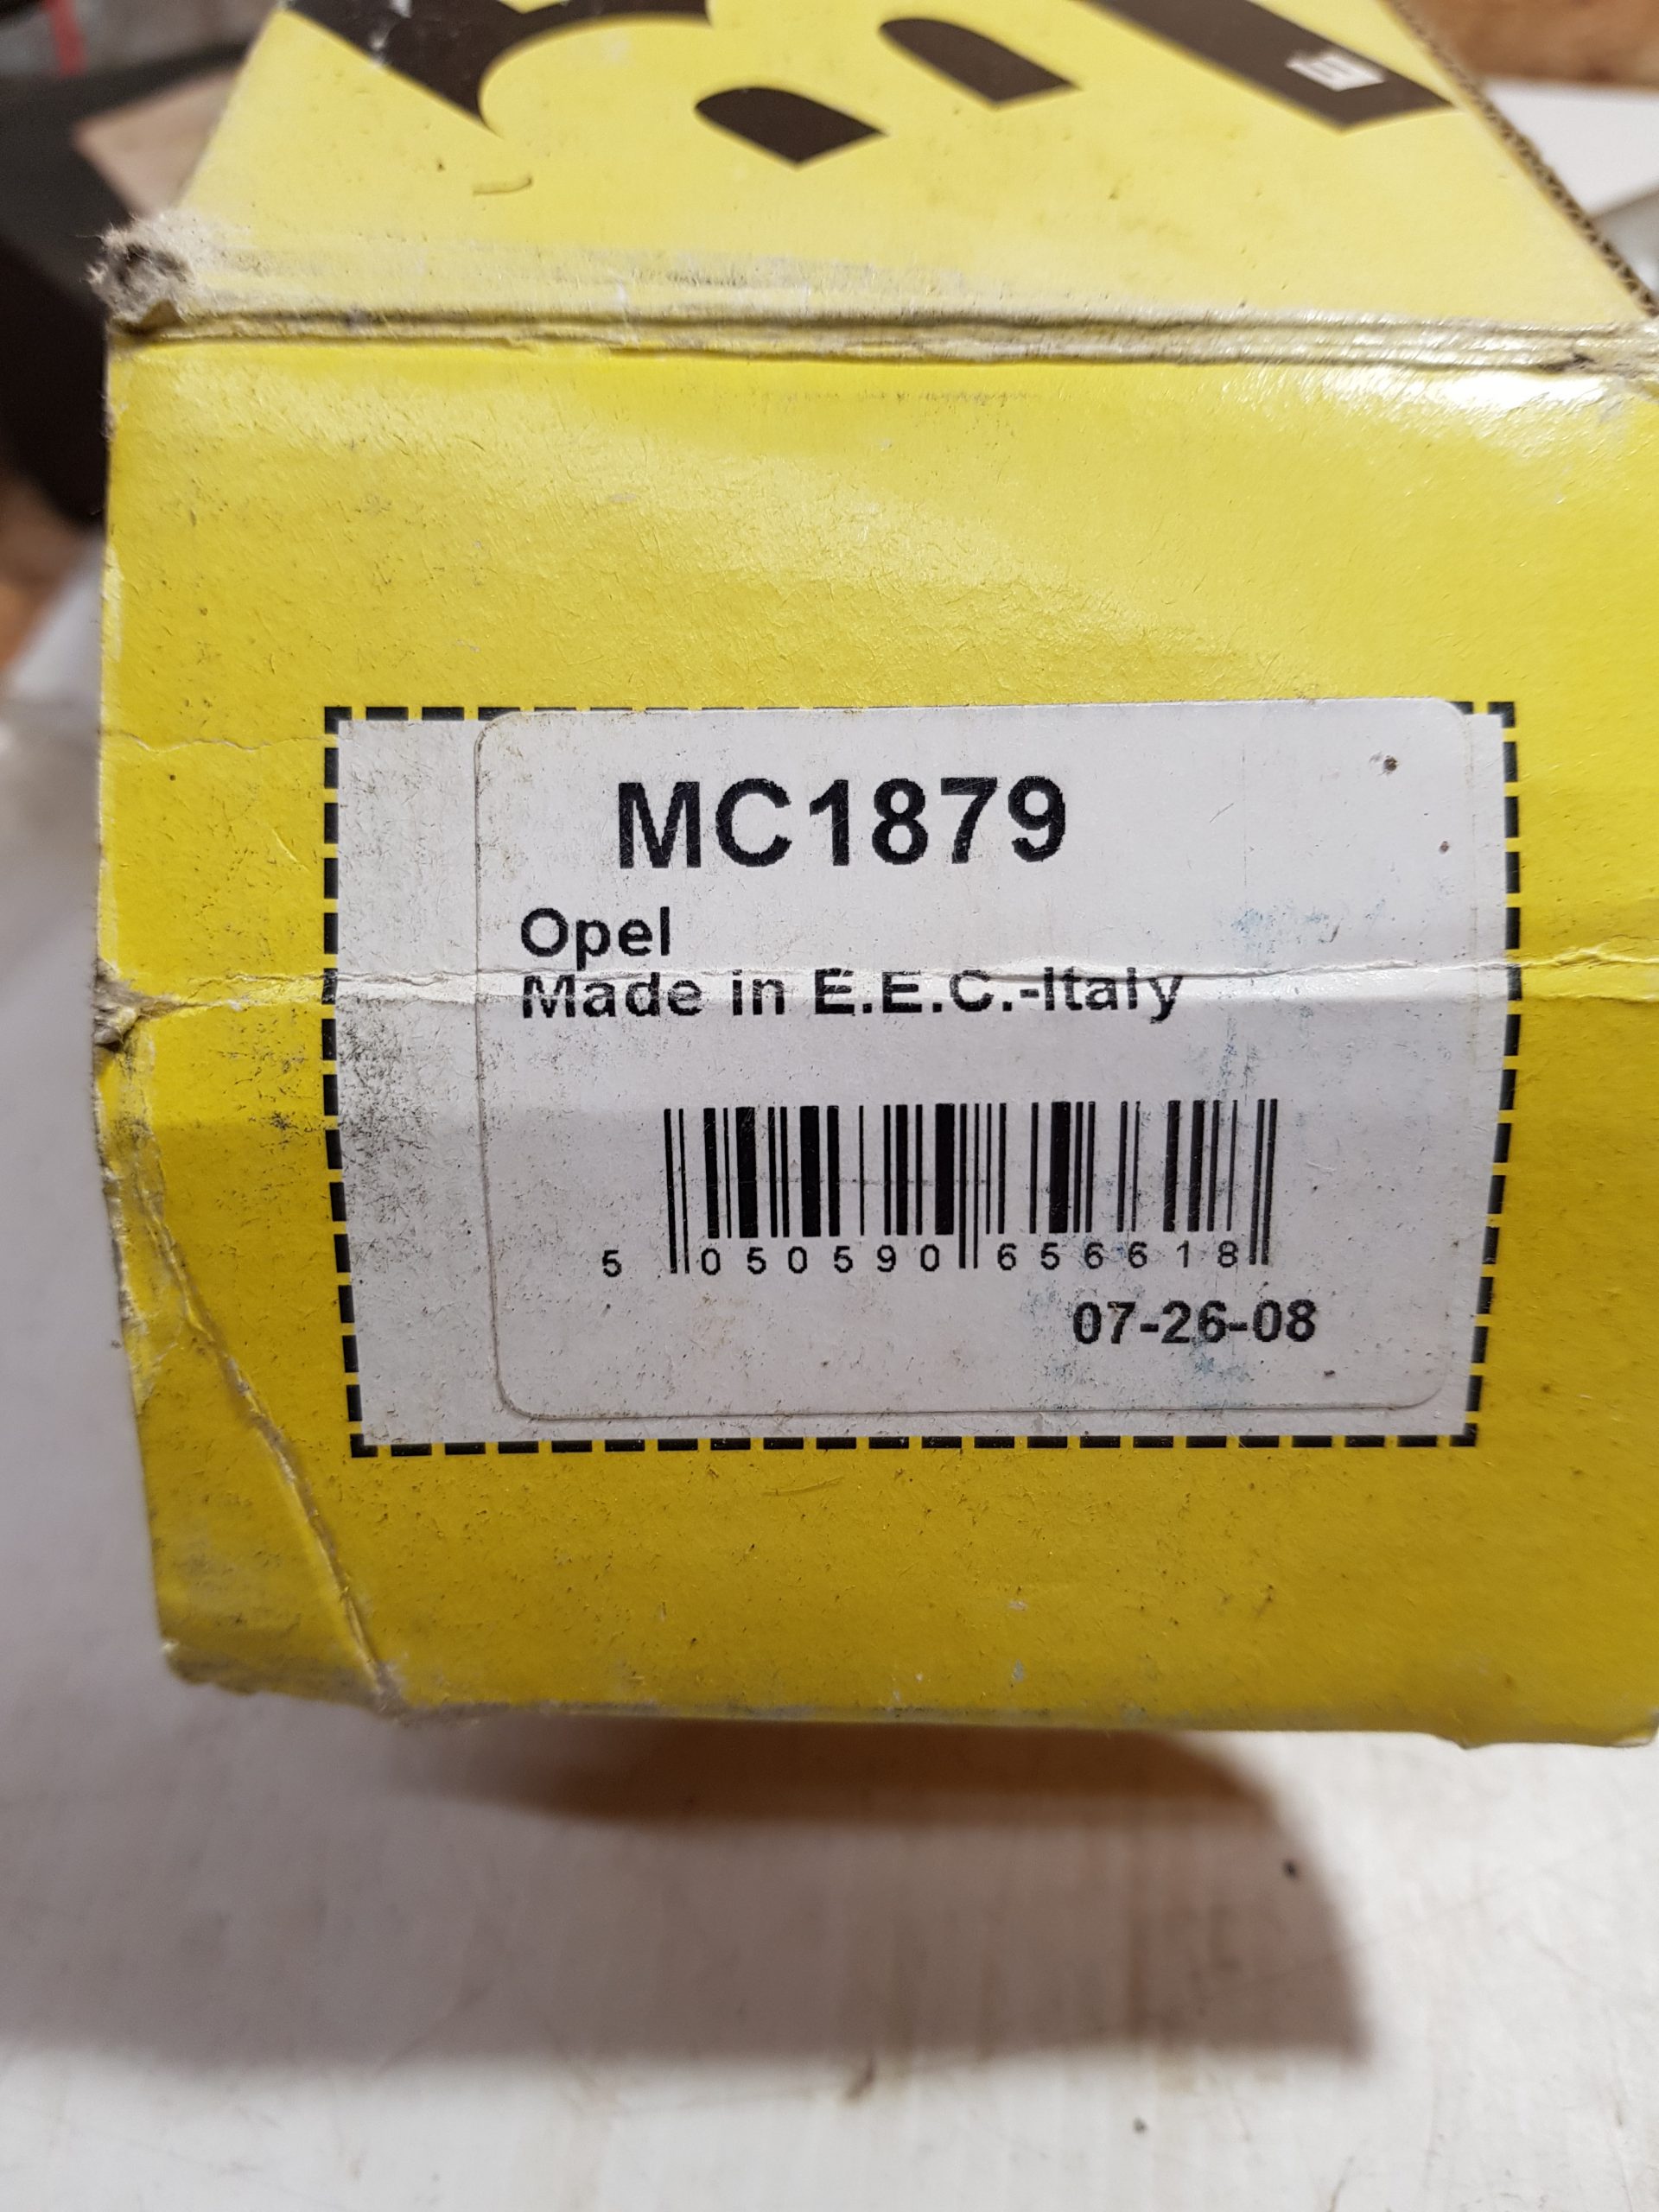 MC1879
Opel
Made in E.E.C.-Italy
5 050590 656618
07-26-08